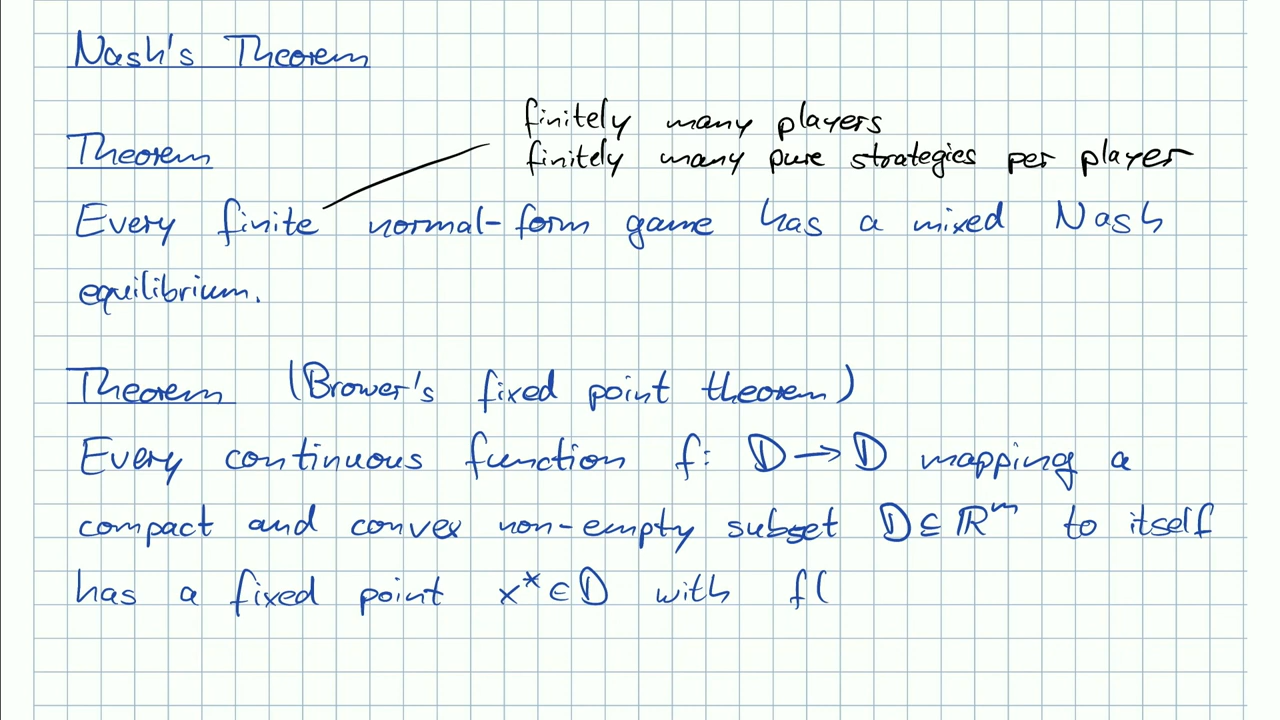 Nash's Theorem
finitely many players
Theorem
finitely many pure strategies per player
Every finite normal-form game has a mixed Nash
equilibrium.
Theorem (Brower's fixed point theorem)
Every continuous function f: D → D mapping a
compact and convex non-empty subset D ⊆ ℝᵐ to itself
has a fixed point x* ∈ D with f(